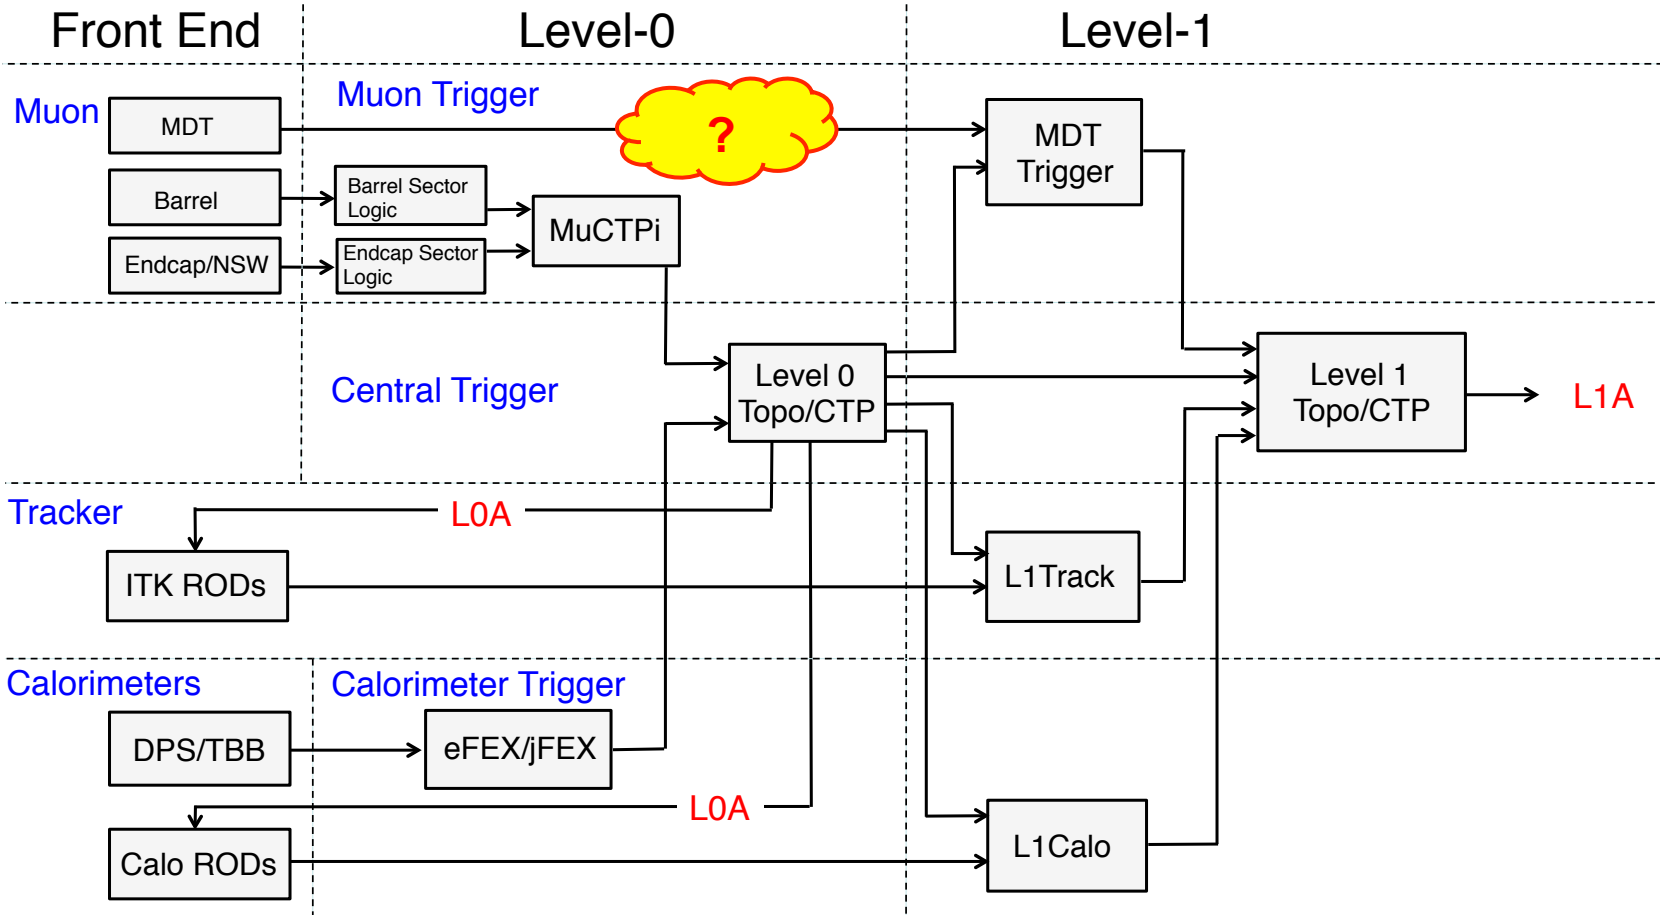 Front End
Level-0
Level-1
Muon
Muon Trigger
MDT
?
MDT
Trigger
Barrel
Barrel Sector
Logic
MuCTPi
Endcap/NSW
Endcap Sector
Logic
Central Trigger
Level 0
Topo/CTP
Level 1
Topo/CTP
L1A
Tracker
L0A
ITK RODs
L1Track
Calorimeters
Calorimeter Trigger
DPS/TBB
eFEX/jFEX
L0A
Calo RODs
L1Calo